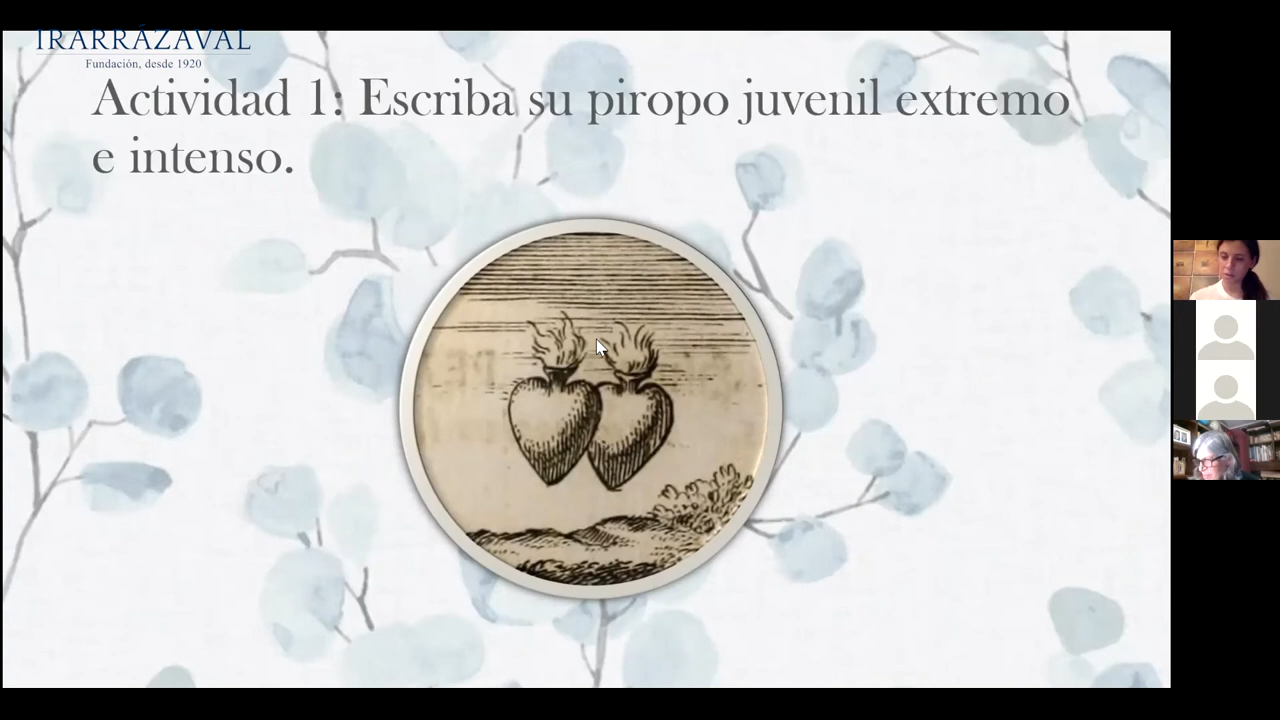 IRARRÁZAVAL
Fundación, desde 1920
Actividad 1: Escriba su piropo juvenil extremo
e intenso.